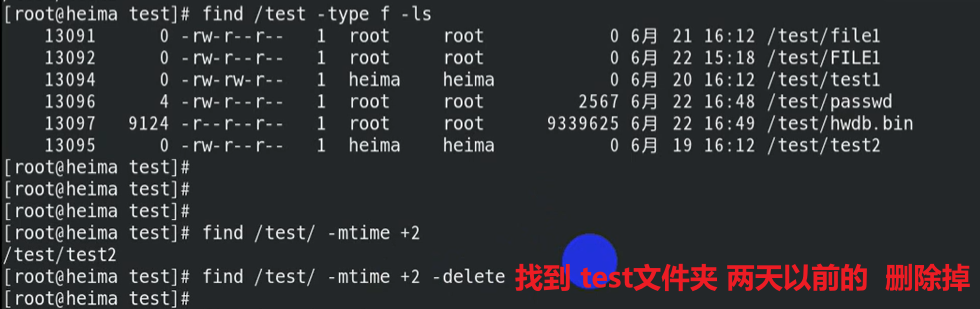 [root@heima test]# find /test -type f -ls
13091 0 -rw-r--r-- 1 root root 0 6月 21 16:12 /test/file1
13092 0 -rw-r--r-- 1 root root 0 6月 22 15:18 /test/FILE1
13094 0 -rw-rw-r-- 1 heima heima 0 6月 20 16:12 /test/test1
13096 4 -rw-r--r-- 1 root root 2567 6月 22 16:48 /test/passwd
13097 9124 -r--r--r-- 1 root root 9339625 6月 22 16:49 /test/hwdb.bin
13095 0 -rw-r--r-- 1 heima heima 0 6月 19 16:12 /test/test2
[root@heima test]#
[root@heima test]#
[root@heima test]#
[root@heima test]# find /test/ -mtime +2
/test/test2
[root@heima test]# find /test/ -mtime +2 -delete 找到 test文件夹 两天以前的 删除掉
[root@heima test]#